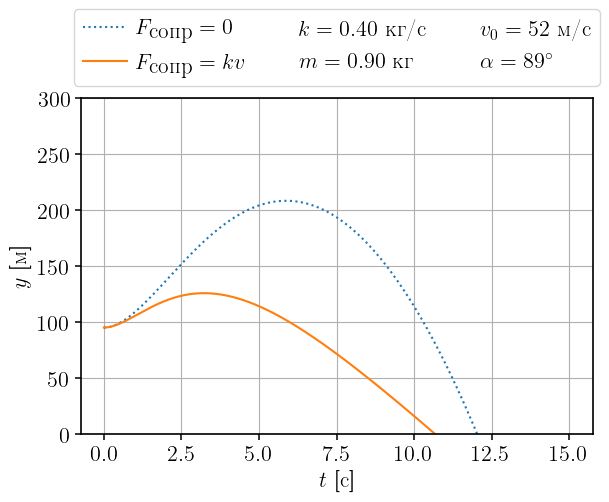 F_сопр = 0 k = 0.40 кг/с v₀ = 52 м/с
F_сопр = kv m = 0.90 кг α = 89°
300
250
200
150
100
50
0
y [м]
0.0 2.5 5.0 7.5 10.0 12.5 15.0
t [с]